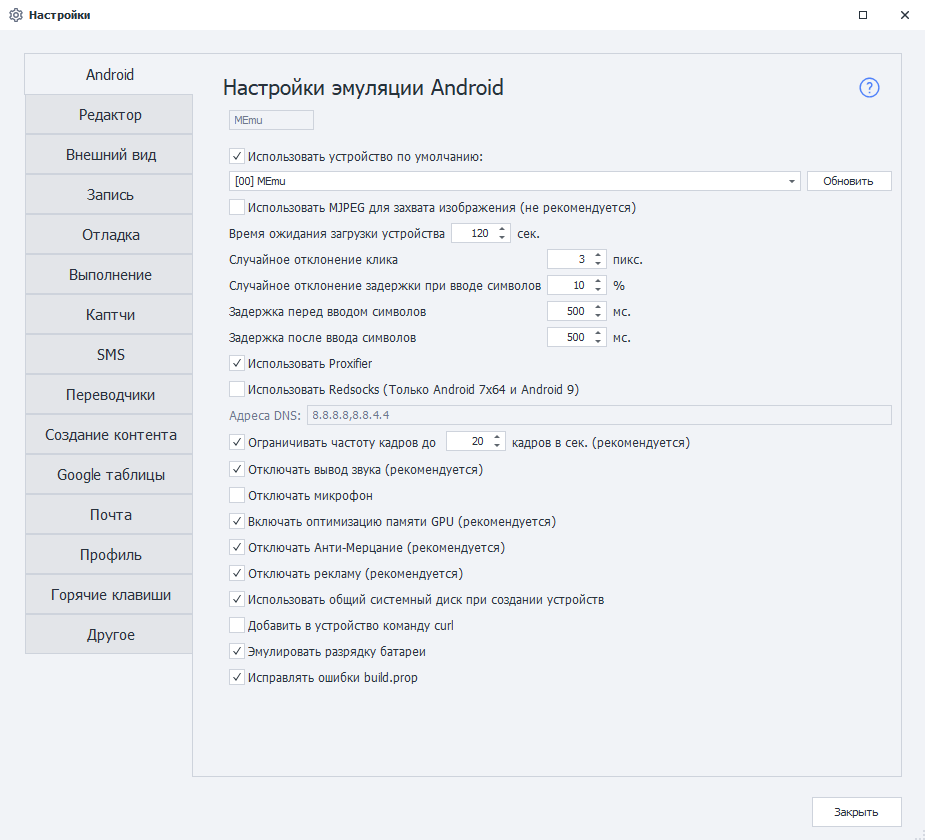 Настройки
Android
Редактор
Внешний вид
Запись
Отладка
Выполнение
Каптчи
SMS
Переводчики
Создание контента
Google таблицы
Почта
Профиль
Горячие клавиши
Другое
Настройки эмуляции Android
?
MEmu
Использовать устройство по умолчанию:
[00] MEmu Обновить
Использовать MJPEG для захвата изображения (не рекомендуется)
Время ожидания загрузки устройства 120 сек.
Случайное отклонение клика 3 пикс.
Случайное отклонение задержки при вводе символов 10 %
Задержка перед вводом символов 500 мс.
Задержка после ввода символов 500 мс.
Использовать Proxifier
Использовать Redsocks (Только Android 7x64 и Android 9)
Адреса DNS: 8.8.8.8,8.8.4.4
Ограничивать частоту кадров до 20 кадров в сек. (рекомендуется)
Отключать вывод звука (рекомендуется)
Отключать микрофон
Включать оптимизацию памяти GPU (рекомендуется)
Отключать Анти-Мерцание (рекомендуется)
Отключать рекламу (рекомендуется)
Использовать общий системный диск при создании устройств
Добавить в устройство команду curl
Эмулировать разрядку батареи
Исправлять ошибки build.prop
Закрыть